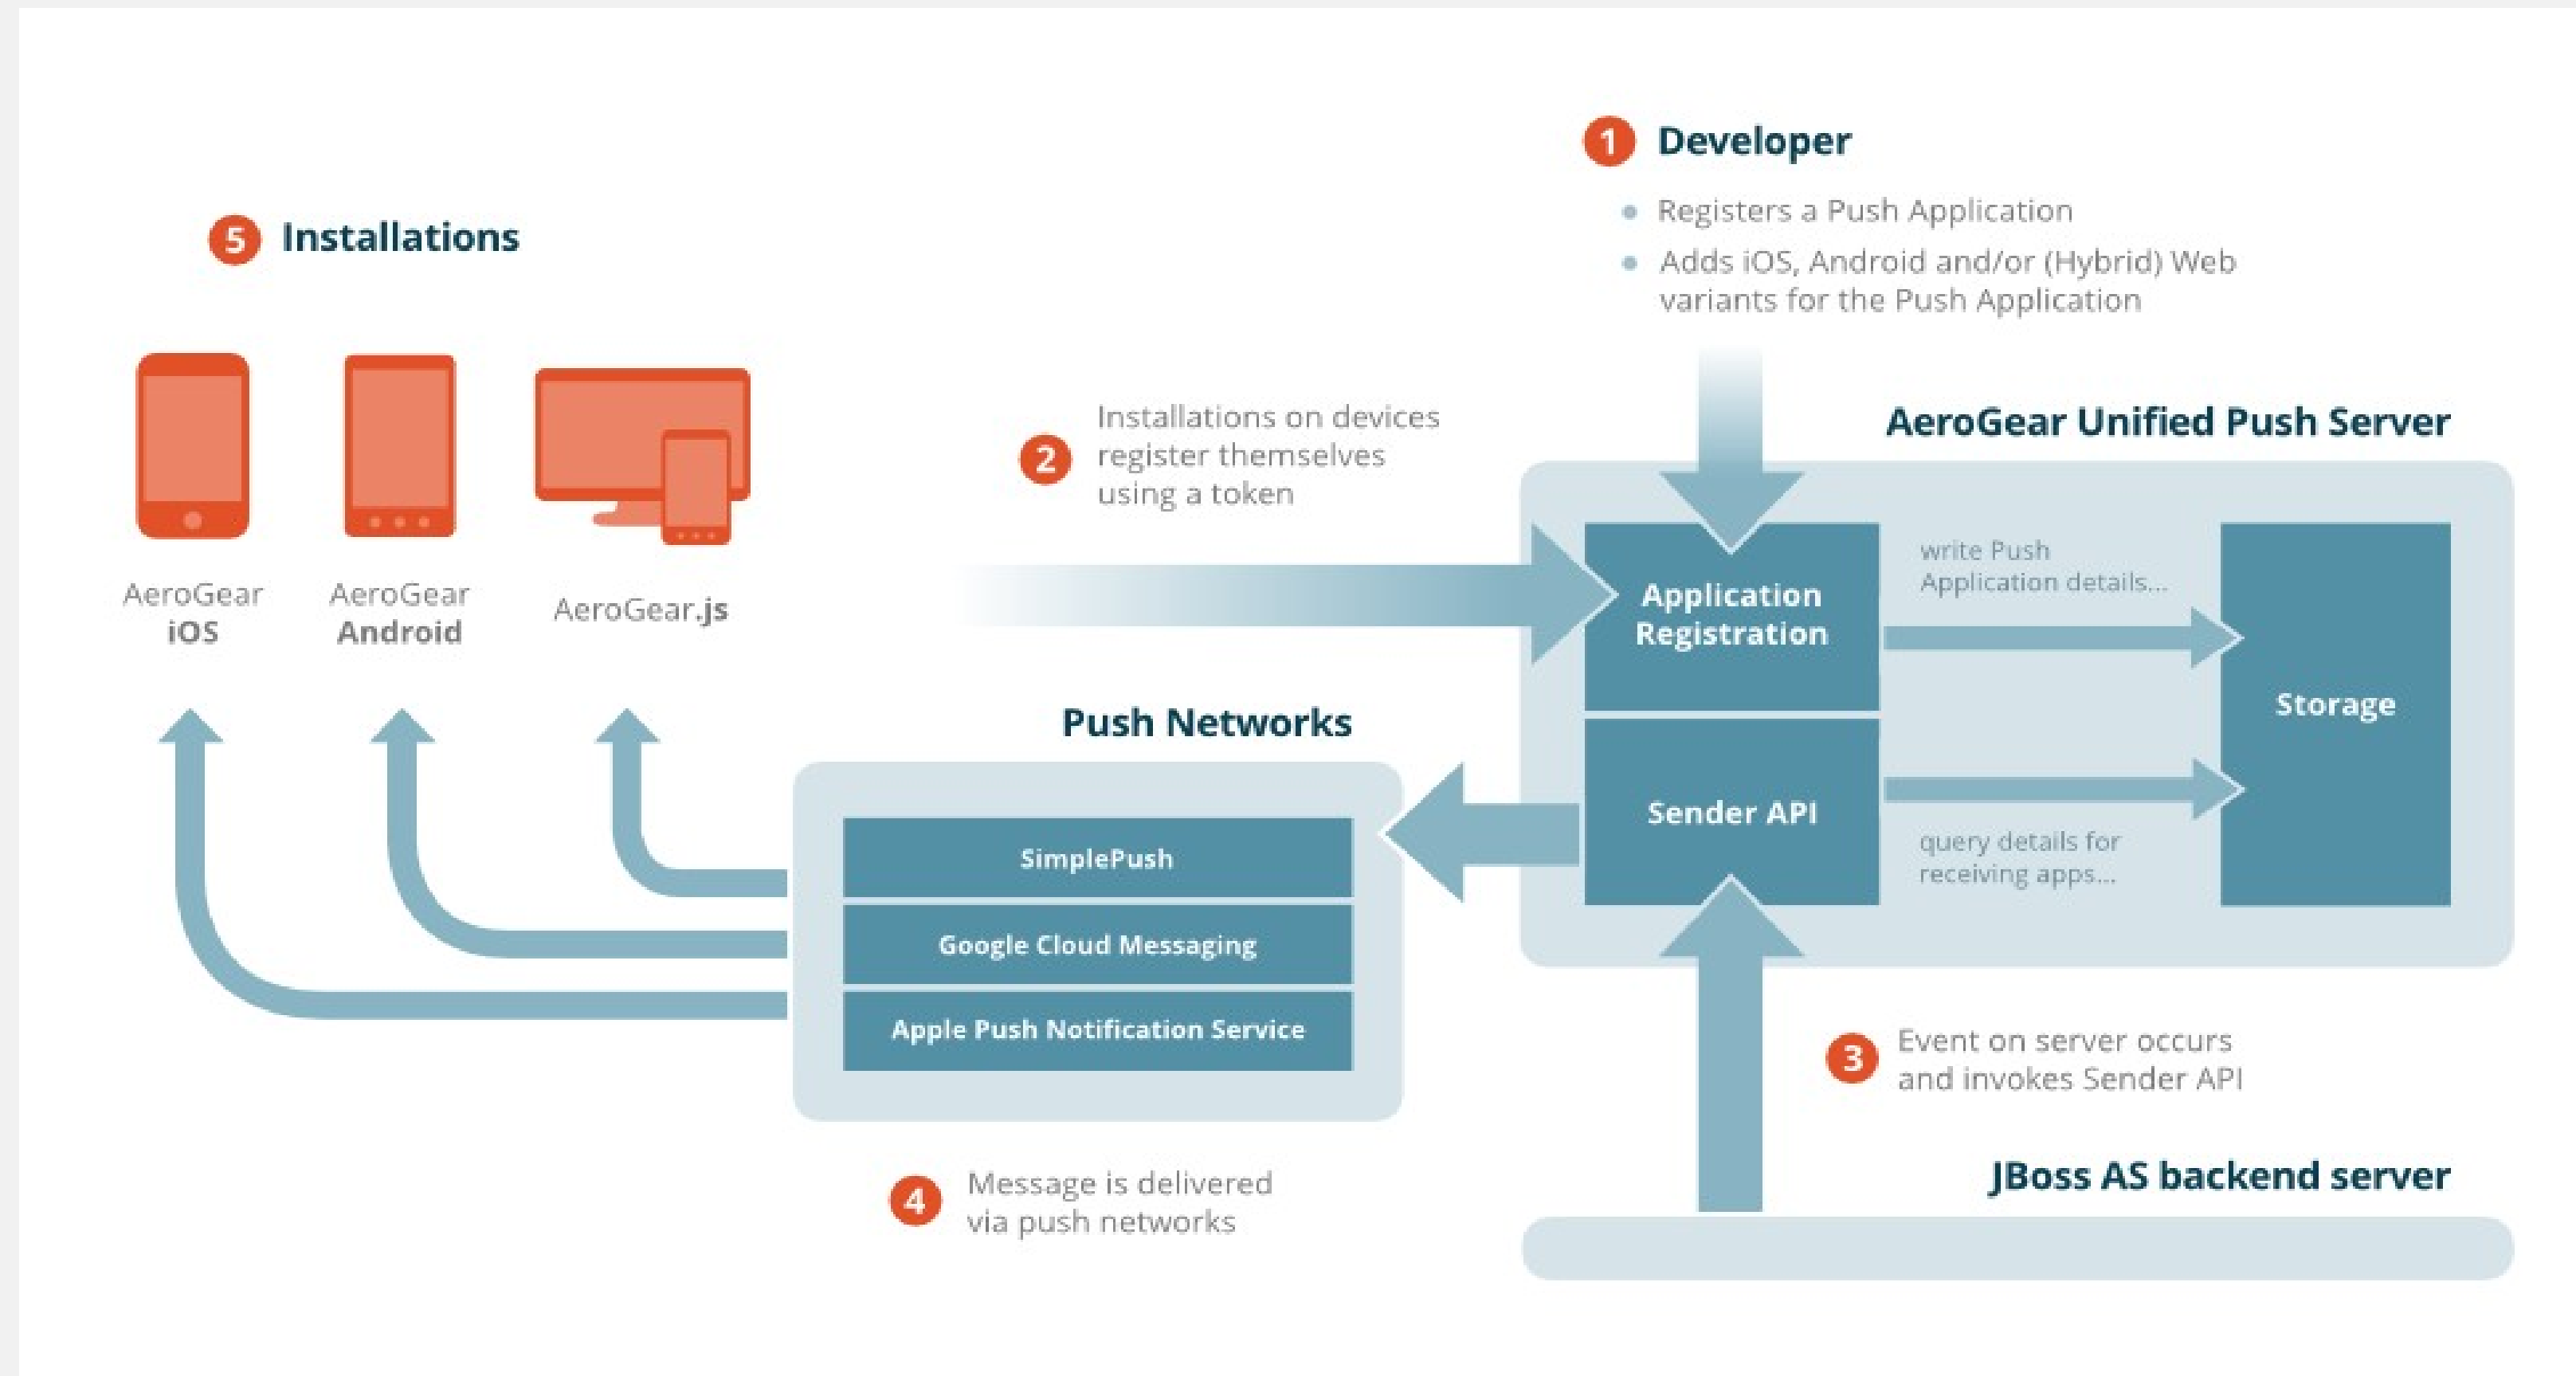 1 Developer
Registers a Push Application
Adds iOS, Android and/or (Hybrid) Web
variants for the Push Application
5 Installations
AeroGear
iOS
AeroGear
Android
AeroGear.js
2 Installations on devices
register themselves
using a token
AeroGear Unified Push Server
Application
Registration
write Push
Application details...
Storage
Sender API
query details for
receiving apps...
Push Networks
SimplePush
Google Cloud Messaging
Apple Push Notification Service
3 Event on server occurs
and invokes Sender API
4 Message is delivered
via push networks
JBoss AS backend server